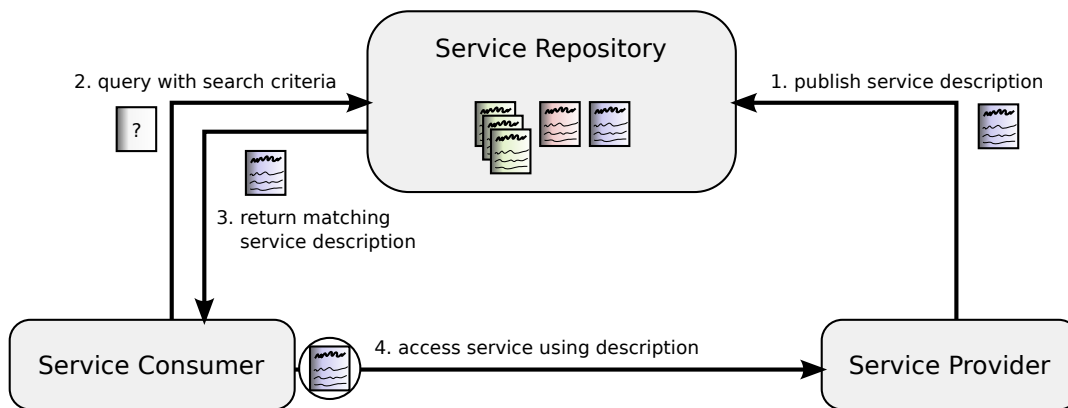 Service Repository
2. query with search criteria
1. publish service description
?
3. return matching
service description
4. access service using description
Service Consumer
Service Provider